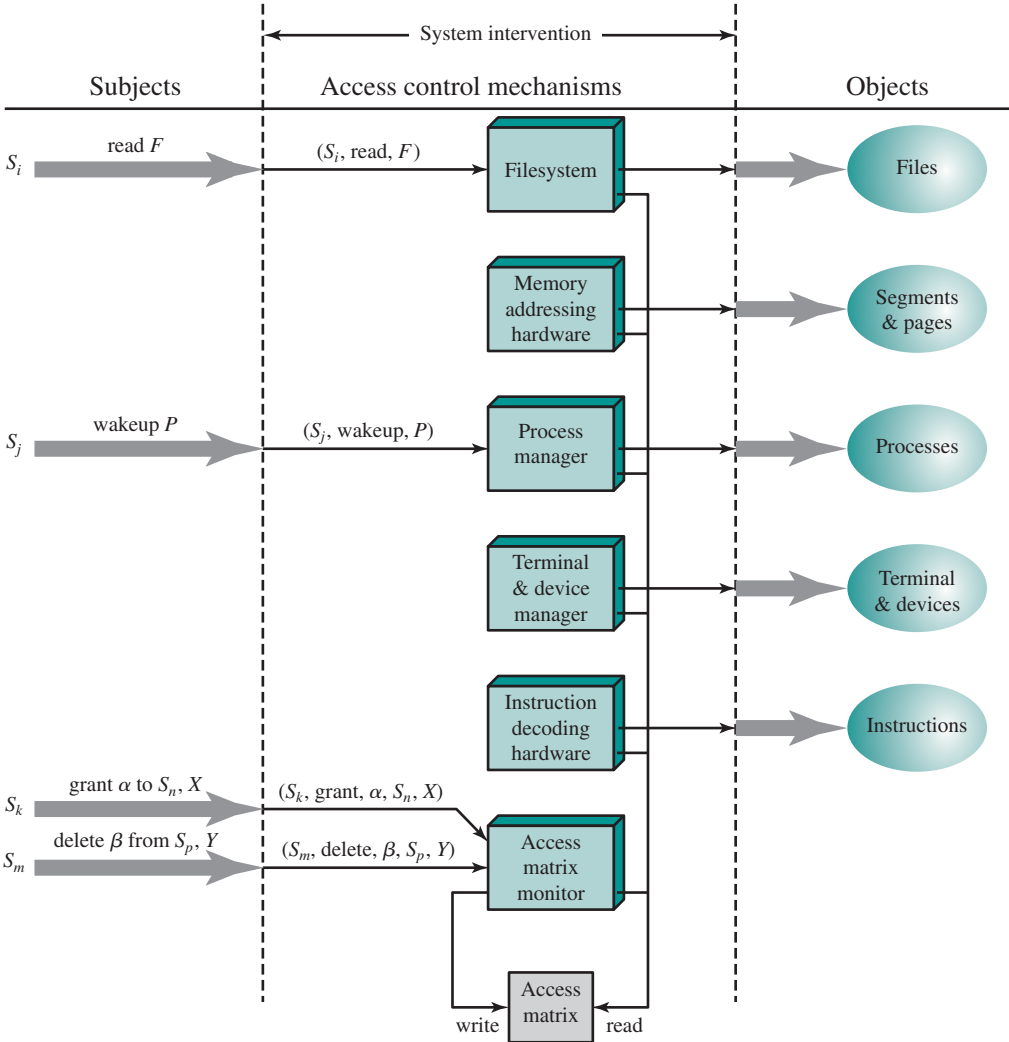 System intervention
Subjects Access control mechanisms Objects
S_i read F (S_i, read, F) Filesystem Files
Memory
addressing
hardware
Segments
& pages
S_j wakeup P (S_j, wakeup, P) Process
manager
Processes
Terminal
& device
manager
Terminal
& devices
Instruction
decoding
hardware
Instructions
S_k grant α to S_n, X (S_k, grant, α, S_n, X)
S_m delete β from S_p, Y (S_m, delete, β, S_p, Y)
Access
matrix
monitor
write
Access
matrix
read